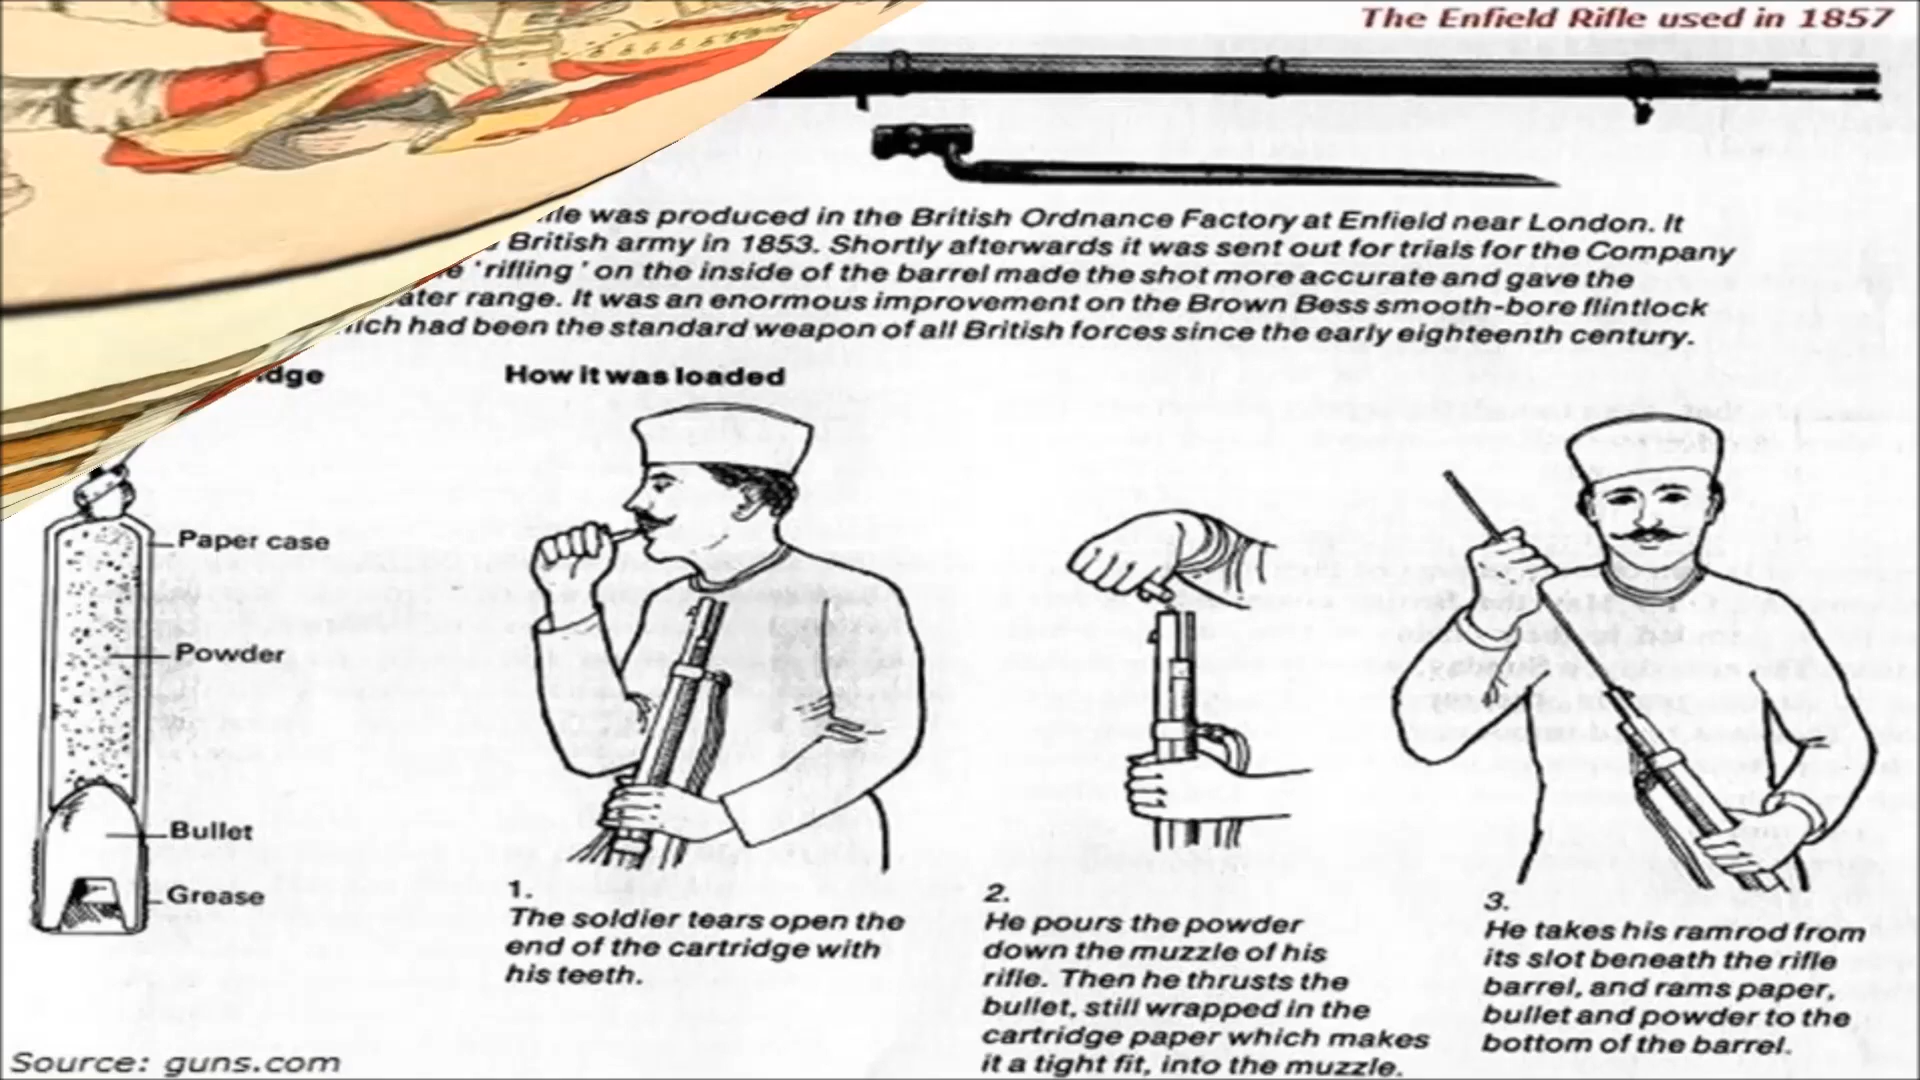 The Enfield Rifle used in 1857
was produced in the British Ordnance Factory at Enfield near London. It
British army in 1853. Shortly afterwards it was sent out for trials for the Company
'rifling' on the inside of the barrel made the shot more accurate and gave the
range. It was an enormous improvement on the Brown Bess smooth-bore flintlock
had been the standard weapon of all British forces since the early eighteenth century.
How it was loaded
Paper case
Powder
Bullet
Grease
1.
The soldier tears open the
end of the cartridge with
his teeth.
2.
He pours the powder
down the muzzle of his
rifle. Then he thrusts the
bullet, still wrapped in the
cartridge paper which makes
it a tight fit, into the muzzle.
3.
He takes his ramrod from
its slot beneath the rifle
barrel, and rams paper,
bullet and powder to the
bottom of the barrel.
Source: guns.com